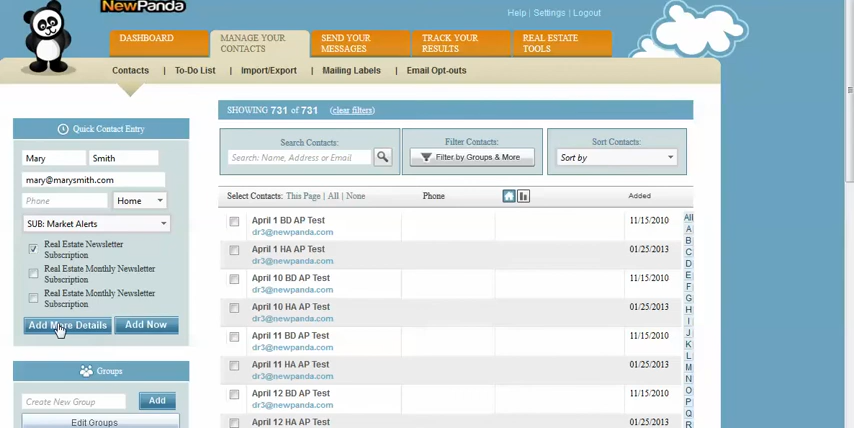 NewPanda
Help | Settings | Logout
DASHBOARD
MANAGE YOUR CONTACTS
SEND YOUR MESSAGES
TRACK YOUR RESULTS
REAL ESTATE TOOLS
Contacts | To-Do List | Import/Export | Mailing Labels | Email Opt-outs
SHOWING 731 of 731 (clear filters)
Quick Contact Entry
Mary Smith
mary@marysmith.com
Phone Home
SUB: Market Alerts
Real Estate Newsletter
Subscription
Real Estate Monthly Newsletter
Subscription
Real Estate Monthly Newsletter
Subscription
Add More Details Add Now
Groups
Create New Group Add
Edit Groups
Search Contacts:
Search: Name, Address or Email
Filter Contacts:
Filter by Groups & More
Sort Contacts:
Sort by
Select Contacts: This Page | All | None Phone Added
April 1 BD AP Test 11/15/2010
dr3@newpanda.com
April 1 HA AP Test 01/25/2013
dr3@newpanda.com
April 10 BD AP Test 11/15/2010
dr3@newpanda.com
April 10 HA AP Test 01/25/2013
dr3@newpanda.com
April 11 BD AP Test 11/15/2010
dr3@newpanda.com
April 11 HA AP Test 01/25/2013
dr3@newpanda.com
April 12 BD AP Test 11/15/2010
dr3@newpanda.com
April 12 HA AP Test 01/25/2013
All
A
B
C
D
E
F
G
H
I
J
K
L
M
N
O
P
Q
R